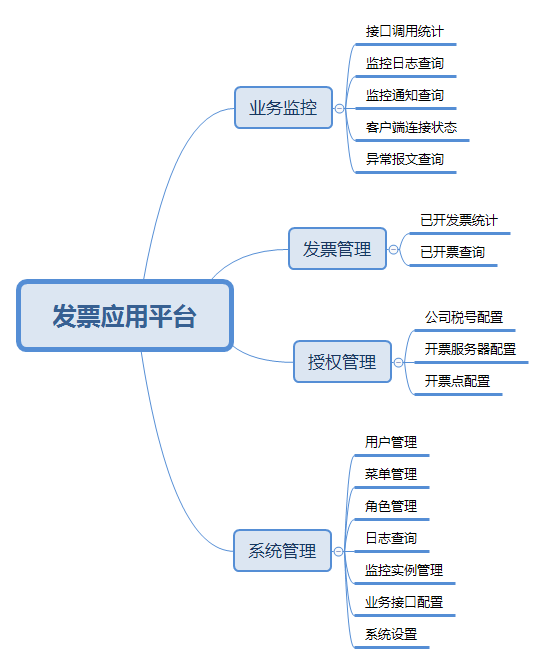 发票应用平台
业务监控
接口调用统计
监控日志查询
监控通知查询
客户端连接状态
异常报文查询
发票管理
已开发票统计
已开票查询
授权管理
公司税号配置
开票服务器配置
开票点配置
系统管理
用户管理
菜单管理
角色管理
日志查询
监控实例管理
业务接口配置
系统设置